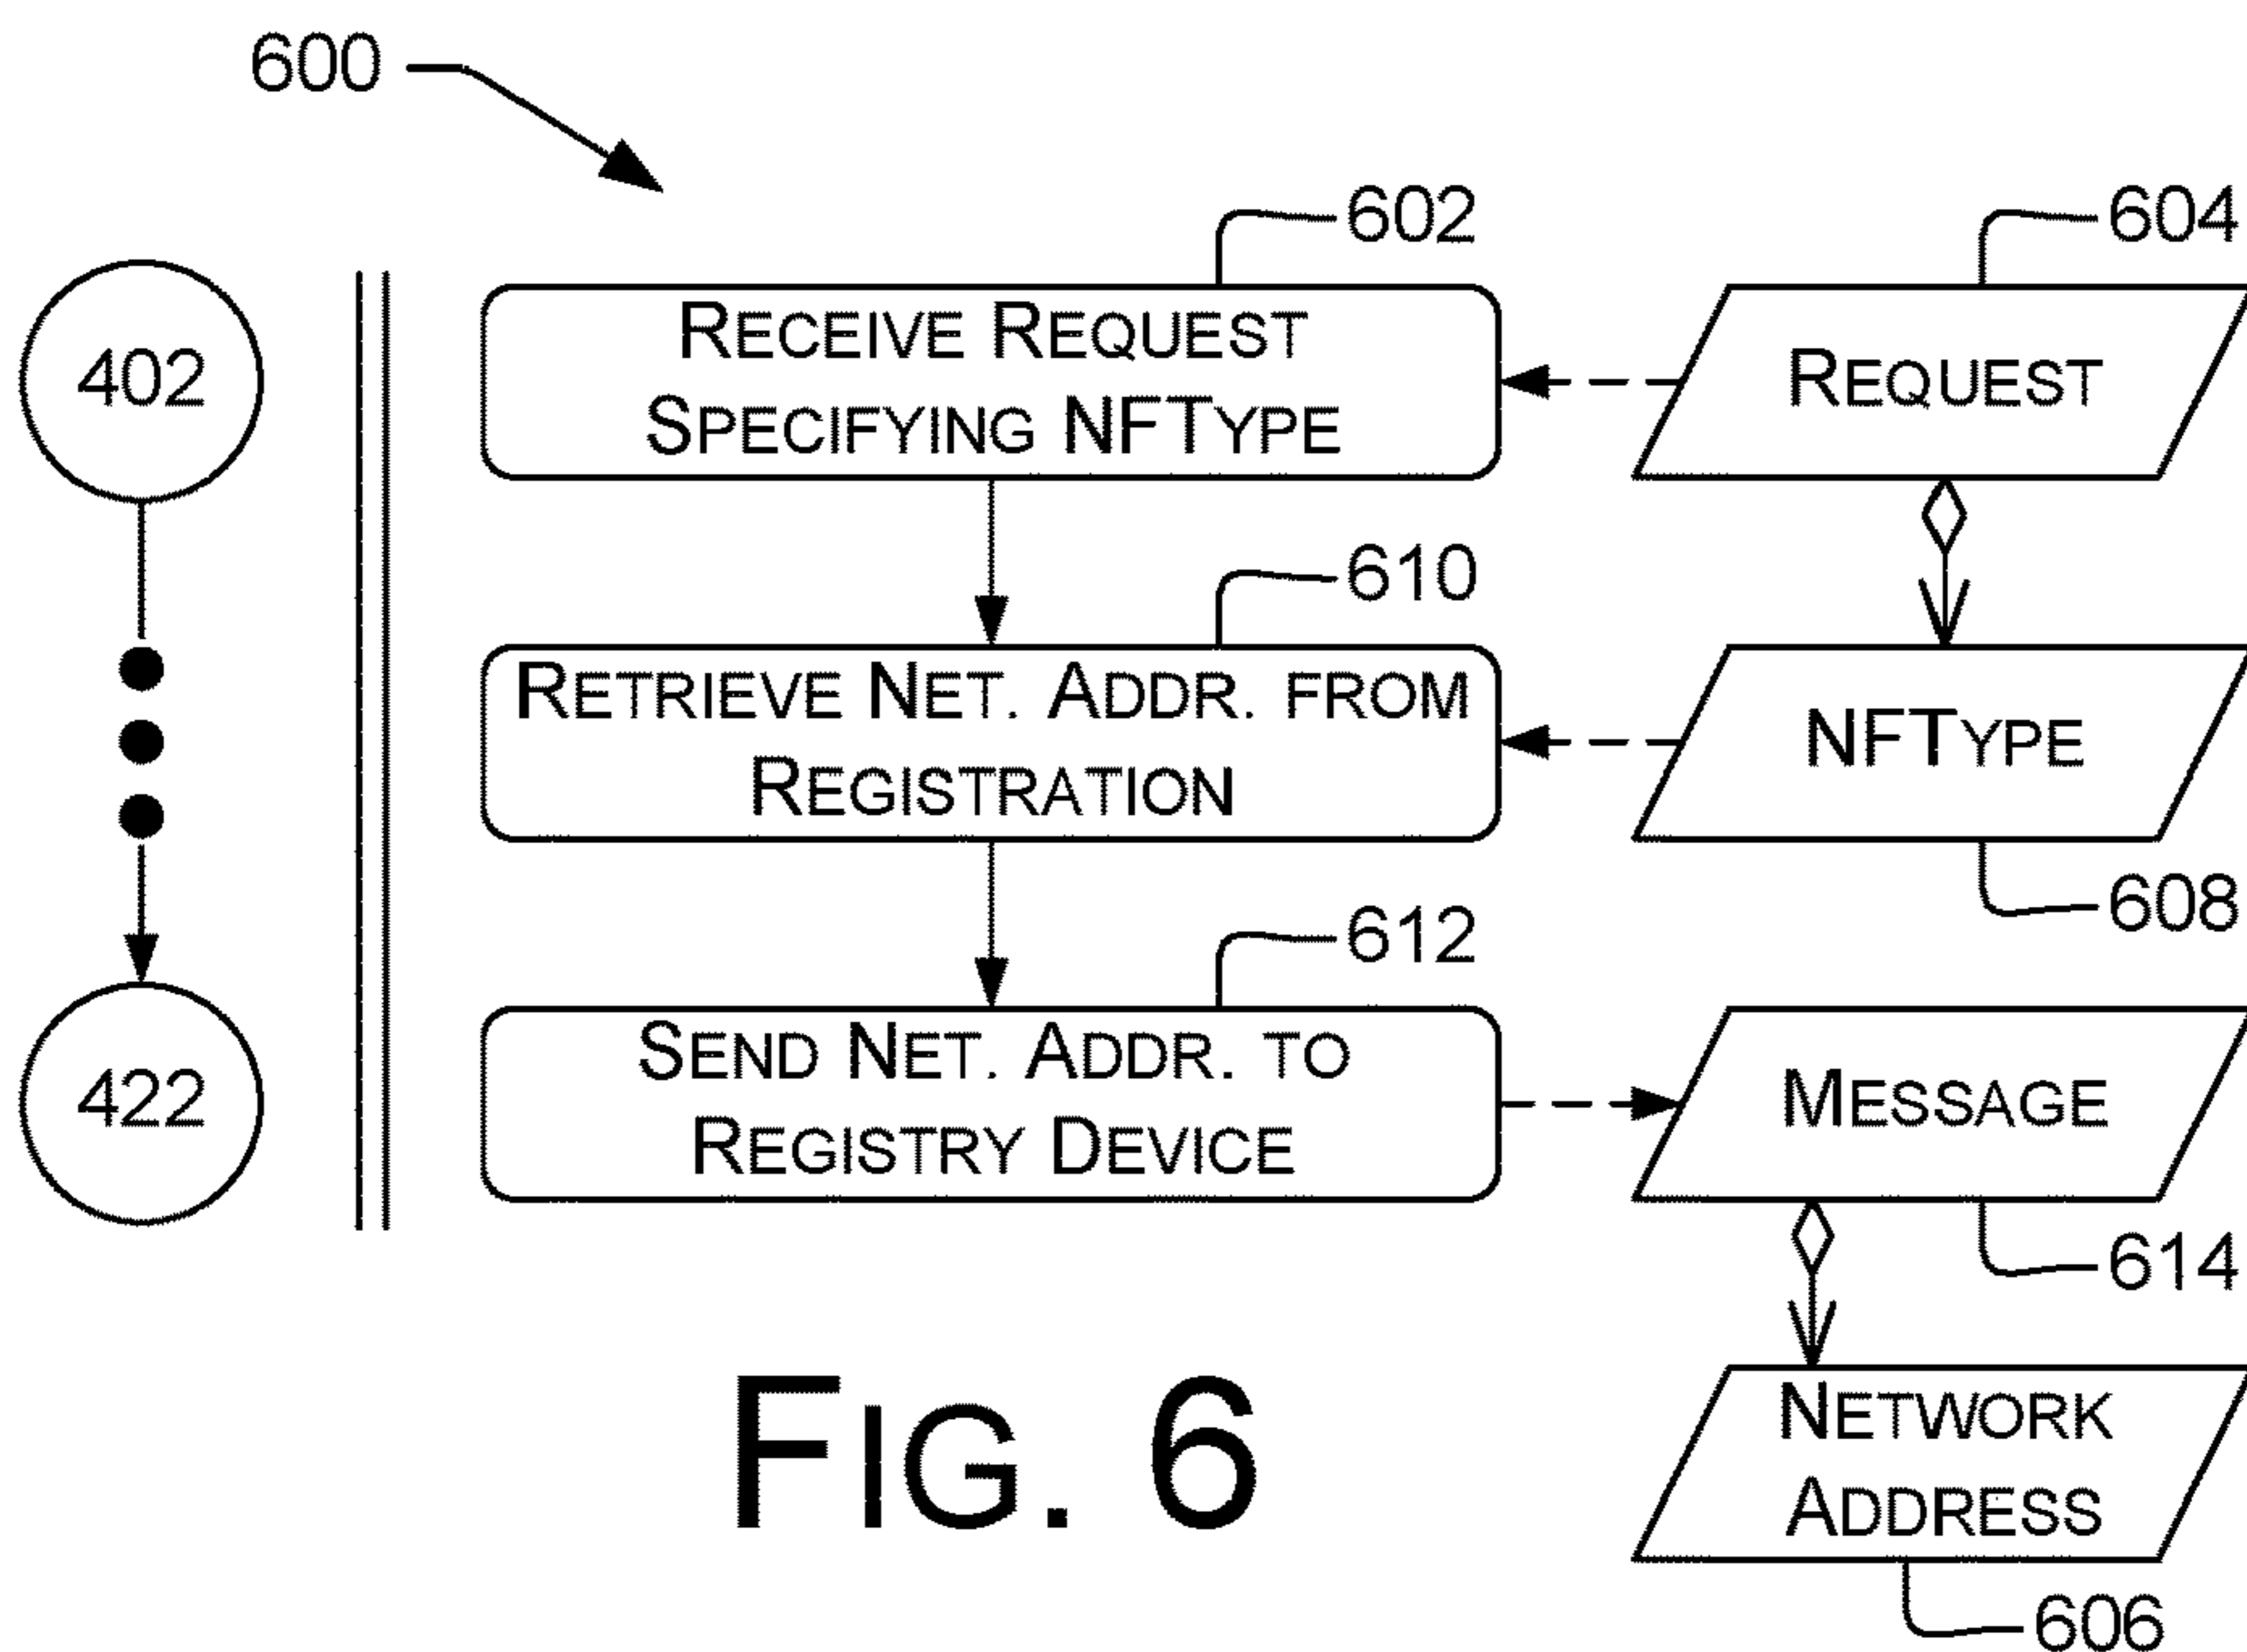 600
602
604
402
RECEIVE REQUEST
SPECIFYING NFTYPE
REQUEST
610
RETRIEVE NET. ADDR. FROM
REGISTRATION
NFTYPE
608
612
422
SEND NET. ADDR. TO
REGISTRY DEVICE
MESSAGE
614
NETWORK
ADDRESS
606
FIG. 6